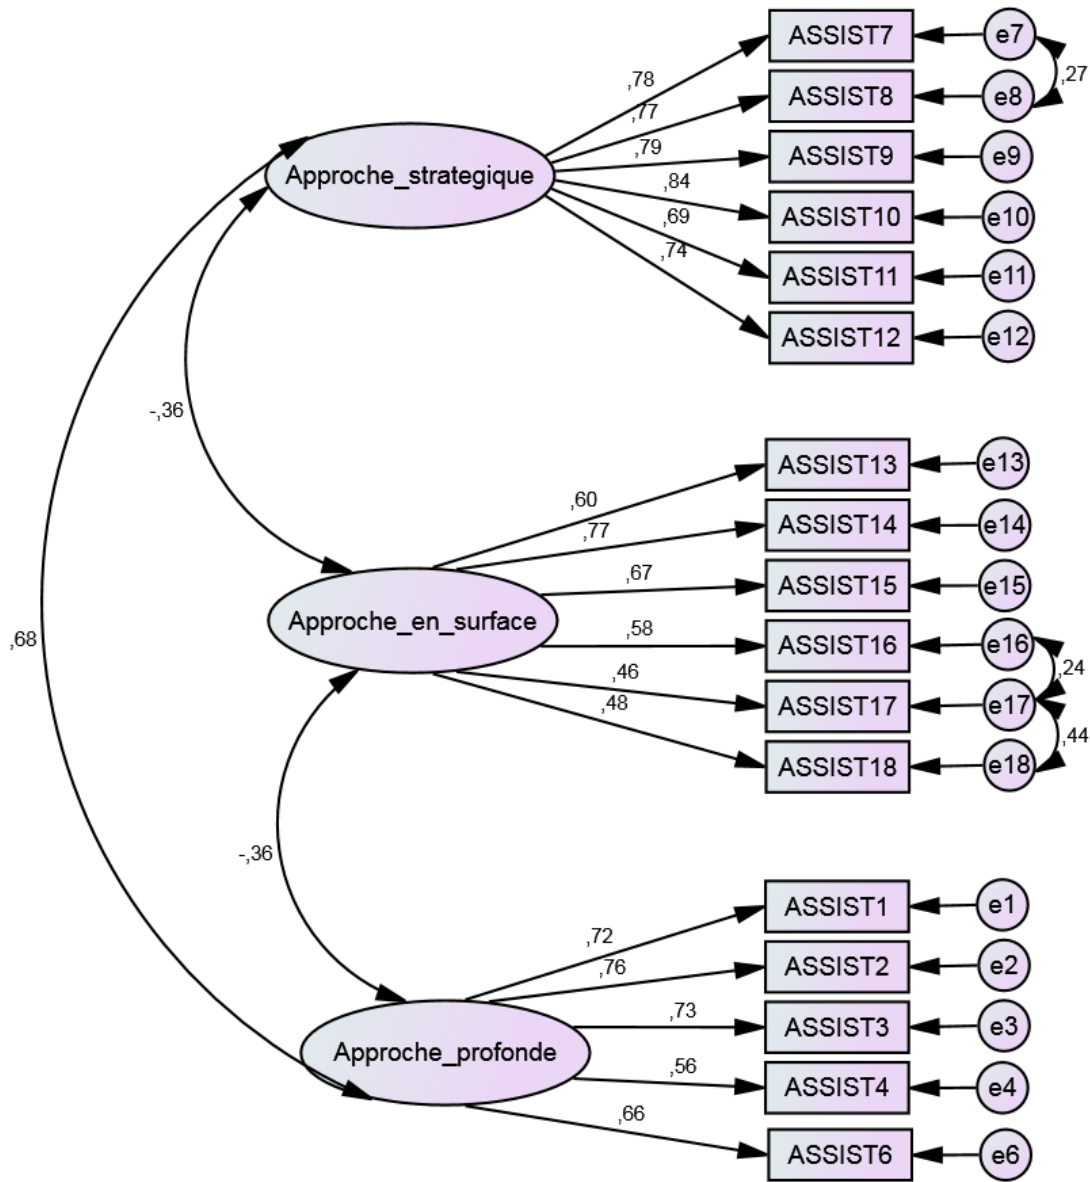 ASSIST7
e7
,78
,27
ASSIST8
e8
,77
ASSIST9
e9
,79
Approche_strategique
,84
ASSIST10
e10
,69
ASSIST11
e11
,74
ASSIST12
e12
-,36
ASSIST13
e13
,60
ASSIST14
e14
,77
ASSIST15
e15
,67
Approche_en_surface
,58
ASSIST16
e16
,24
,46
ASSIST17
e17
,48
,44
ASSIST18
e18
,68
-,36
ASSIST1
e1
,72
ASSIST2
e2
,76
ASSIST3
e3
,73
Approche_profonde
,56
ASSIST4
e4
,66
ASSIST6
e6